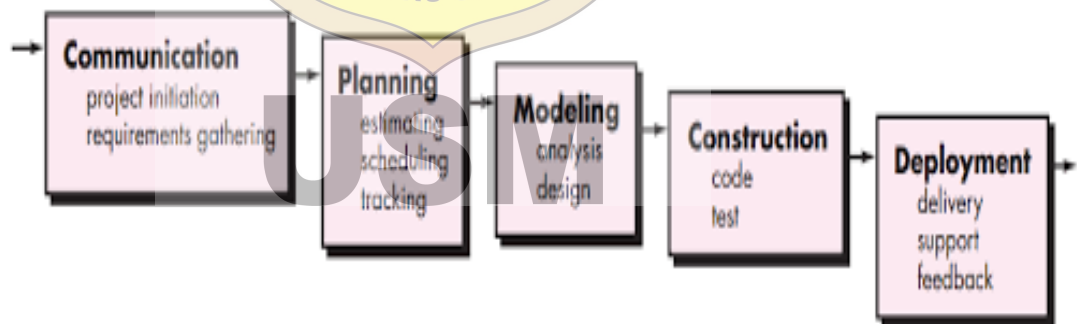 Communication
project initiation
requirements gathering
Planning
estimating
scheduling
tracking
Modeling
analysis
design
Construction
code
test
Deployment
delivery
support
feedback
USM